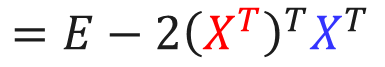 = E − 2(X^T)^T X^T